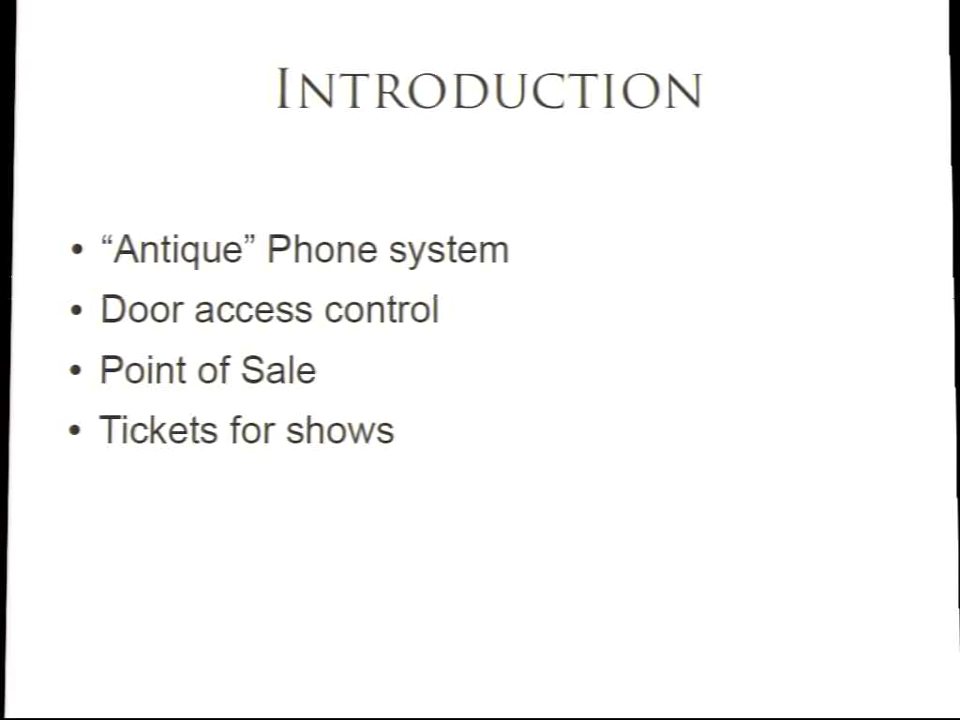 INTRODUCTION
• “Antique” Phone system
• Door access control
• Point of Sale
• Tickets for shows